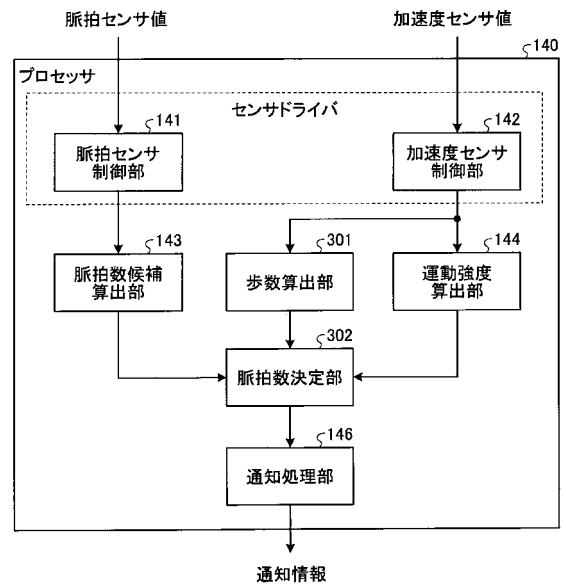 脈拍センサ値
加速度センサ値
140
プロセッサ
センサドライバ
141
脈拍センサ
制御部
142
加速度センサ
制御部
143
脈拍数候補
算出部
301
歩数算出部
144
運動強度
算出部
302
脈拍数決定部
146
通知処理部
通知情報